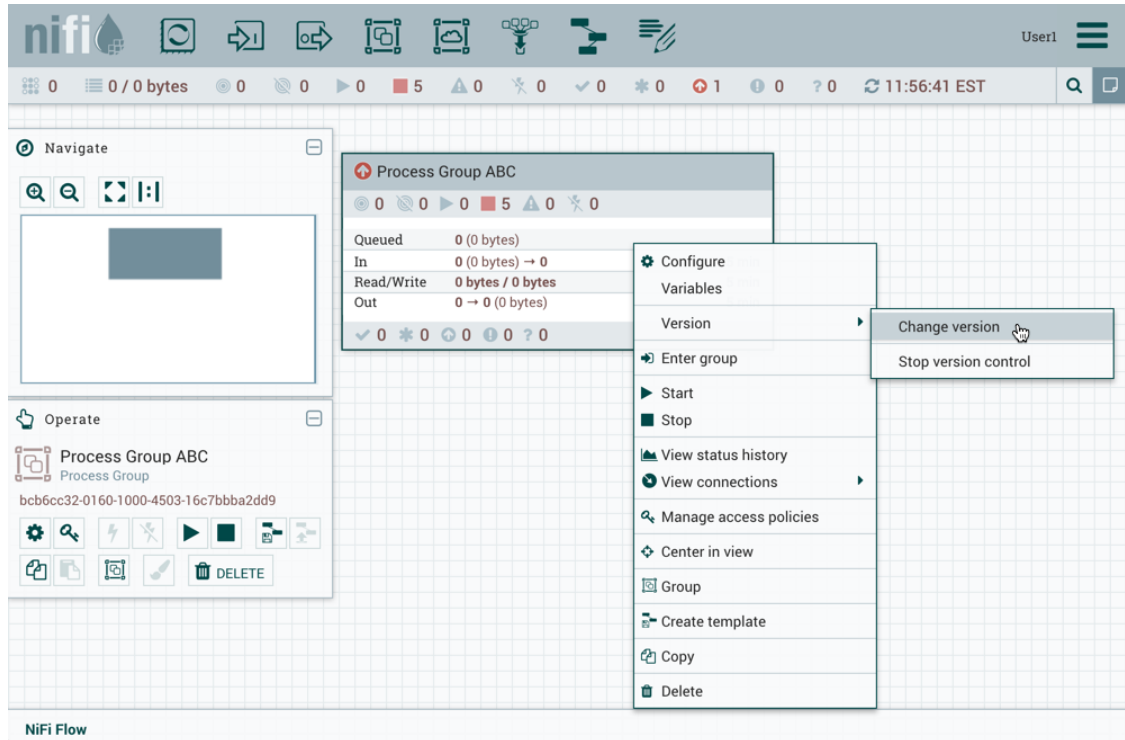 nifi
User1
0 0 / 0 bytes 0 0 0 5 0 0 0 0 1 0 ? 0 11:56:41 EST
Navigate
Process Group ABC
0 0 0 5 0 0
Queued 0 (0 bytes)
In 0 (0 bytes) → 0
Read/Write 0 bytes / 0 bytes
Out 0 → 0 (0 bytes)
0 0 0 0 ? 0
Configure
Variables
Version
Change version
Stop version control
Enter group
Start
Stop
View status history
View connections
Manage access policies
Center in view
Group
Create template
Copy
Delete
Operate
Process Group ABC
Process Group
bcb6cc32-0160-1000-4503-16c7bbba2dd9
DELETE
NiFi Flow